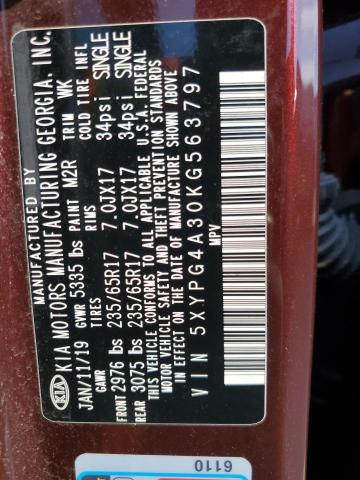 MANUFACTURED BY
KIA KIA MOTORS MANUFACTURING GEORGIA, INC.
JAN/11/19 GVWR 5335 lbs PAINT M2R TRIM WK
GAWR TIRES RIMS COLD TIRE INFL
FRONT 2976 lbs 235/65R17 7.0JX17 34psi SINGLE
REAR 3075 lbs 235/65R17 7.0JX17 34psi SINGLE
THIS VEHICLE CONFORMS TO ALL APPLICABLE U.S.A. FEDERAL
MOTOR VEHICLE SAFETY AND THEFT PREVENTION STANDARDS
IN EFFECT ON THE DATE OF MANUFACTURE SHOWN ABOVE
VIN 5XYPG4A30KG563797
MPV
6110